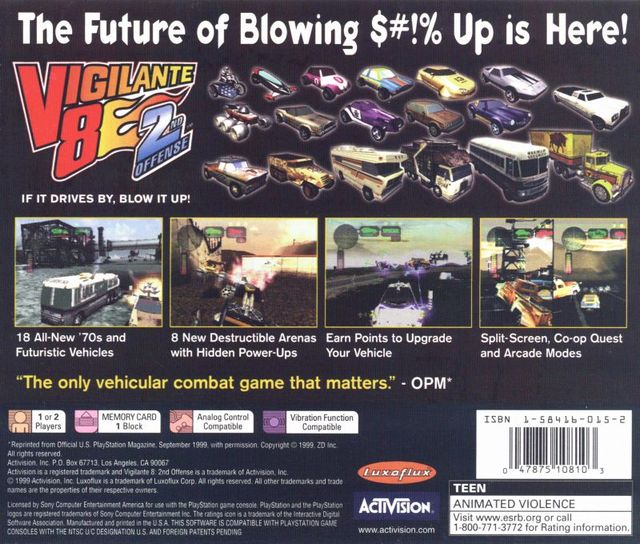 The Future of Blowing $#!% Up is Here!
VIGILANTE
8 2ND
OFFENSE
IF IT DRIVES BY, BLOW IT UP!
18 All-New '70s and
Futuristic Vehicles
8 New Destructible Arenas
with Hidden Power-Ups
Earn Points to Upgrade
Your Vehicle
Split-Screen, Co-op Quest
and Arcade Modes
“The only vehicular combat game that matters.” - OPM*
1 or 2
Players
MEMORY CARD
1 Block
Analog Control
Compatible
Vibration Function
Compatible
*Reprinted from Official U.S. PlayStation Magazine, September 1999, with permission. Copyright © 1999, ZD Inc.
All rights reserved.
Activision, Inc. P.O. Box 67713, Los Angeles, CA 90067
Activision is a registered trademark and Vigilante 8: 2nd Offense is a trademark of Activision, Inc.
© 1999 Activision, Inc. Luxoflux is a trademark of Luxoflux Corp. All rights reserved. All other trademarks and trade
names are the properties of their respective owners.
Licensed by Sony Computer Entertainment America for use with the PlayStation game console. PlayStation and the PlayStation
logos are registered trademarks of Sony Computer Entertainment Inc. The ratings icon is a trademark of the Interactive Digital
Software Association. Manufactured and printed in the U.S.A. THIS SOFTWARE IS COMPATIBLE WITH PLAYSTATION GAME
CONSOLES WITH THE NTSC U/C DESIGNATION. U.S. AND FOREIGN PATENTS PENDING
Luxoflux
ACTIVISION.
www.activision.com
ISBN 1-58416-015-2
0 47875 10810 3
TEEN
ANIMATED VIOLENCE
Visit www.esrb.org or call
1-800-771-3772 for Rating information.